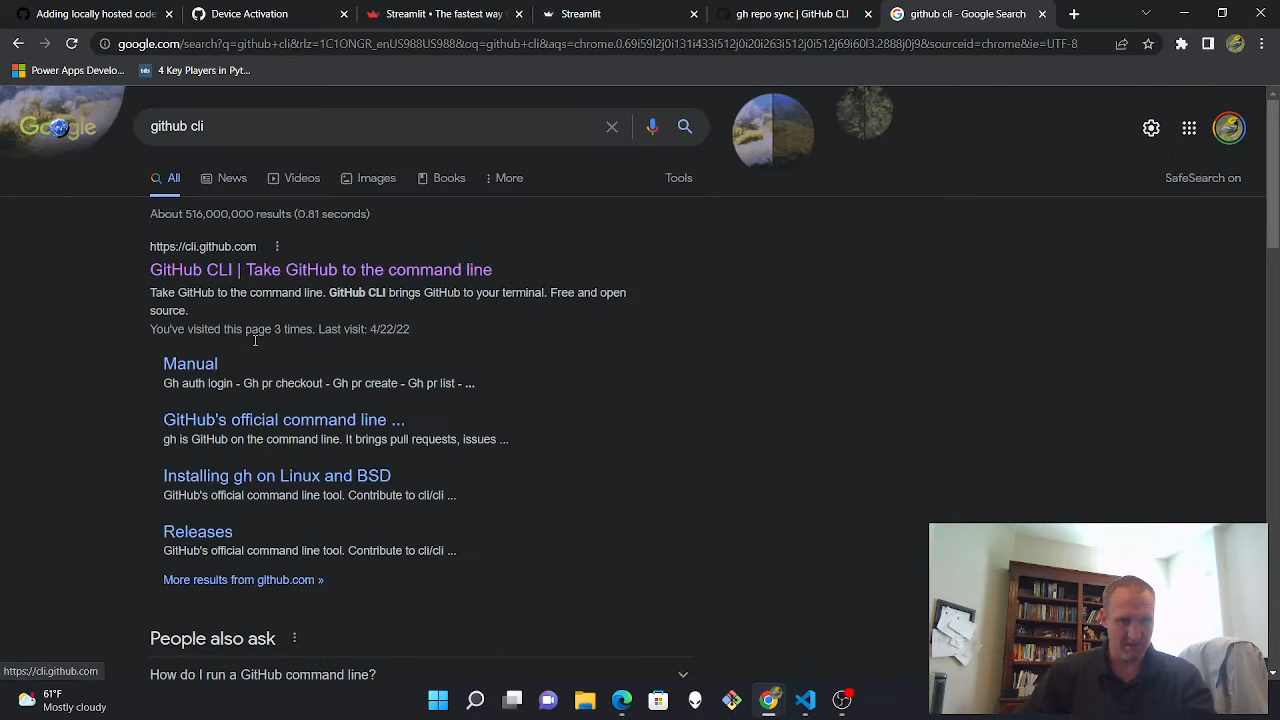 Adding locally hosted code
Device Activation
Streamlit • The fastest way
Streamlit
gh repo sync | GitHub CLI
github cli - Google Search
google.com/search?q=github+cli&rlz=1C1ONGR_enUS988US988&oq=github+cli&aqs=chrome.0.69i59l2j0i131i433i512j0i20i263i512j0i512j69i60l3.2888j0j9&sourceid=chrome&ie=UTF-8
Power Apps Develo...
tds
4 Key Players in Pyt...
Google
github cli
All
News
Videos
Images
Books
More
Tools
SafeSearch on
About 516,000,000 results (0.81 seconds)
https://cli.github.com
GitHub CLI | Take GitHub to the command line
Take GitHub to the command line. GitHub CLI brings GitHub to your terminal. Free and open
source.
You've visited this page 3 times. Last visit: 4/22/22
Manual
Gh auth login - Gh pr checkout - Gh pr create - Gh pr list - ...
GitHub's official command line ...
gh is GitHub on the command line. It brings pull requests, issues ...
Installing gh on Linux and BSD
GitHub's official command line tool. Contribute to cli/cli ...
Releases
GitHub's official command line tool. Contribute to cli/cli ...
More results from github.com »
People also ask
https://cli.github.com
How do I run a GitHub command line?
61°F
Mostly cloudy